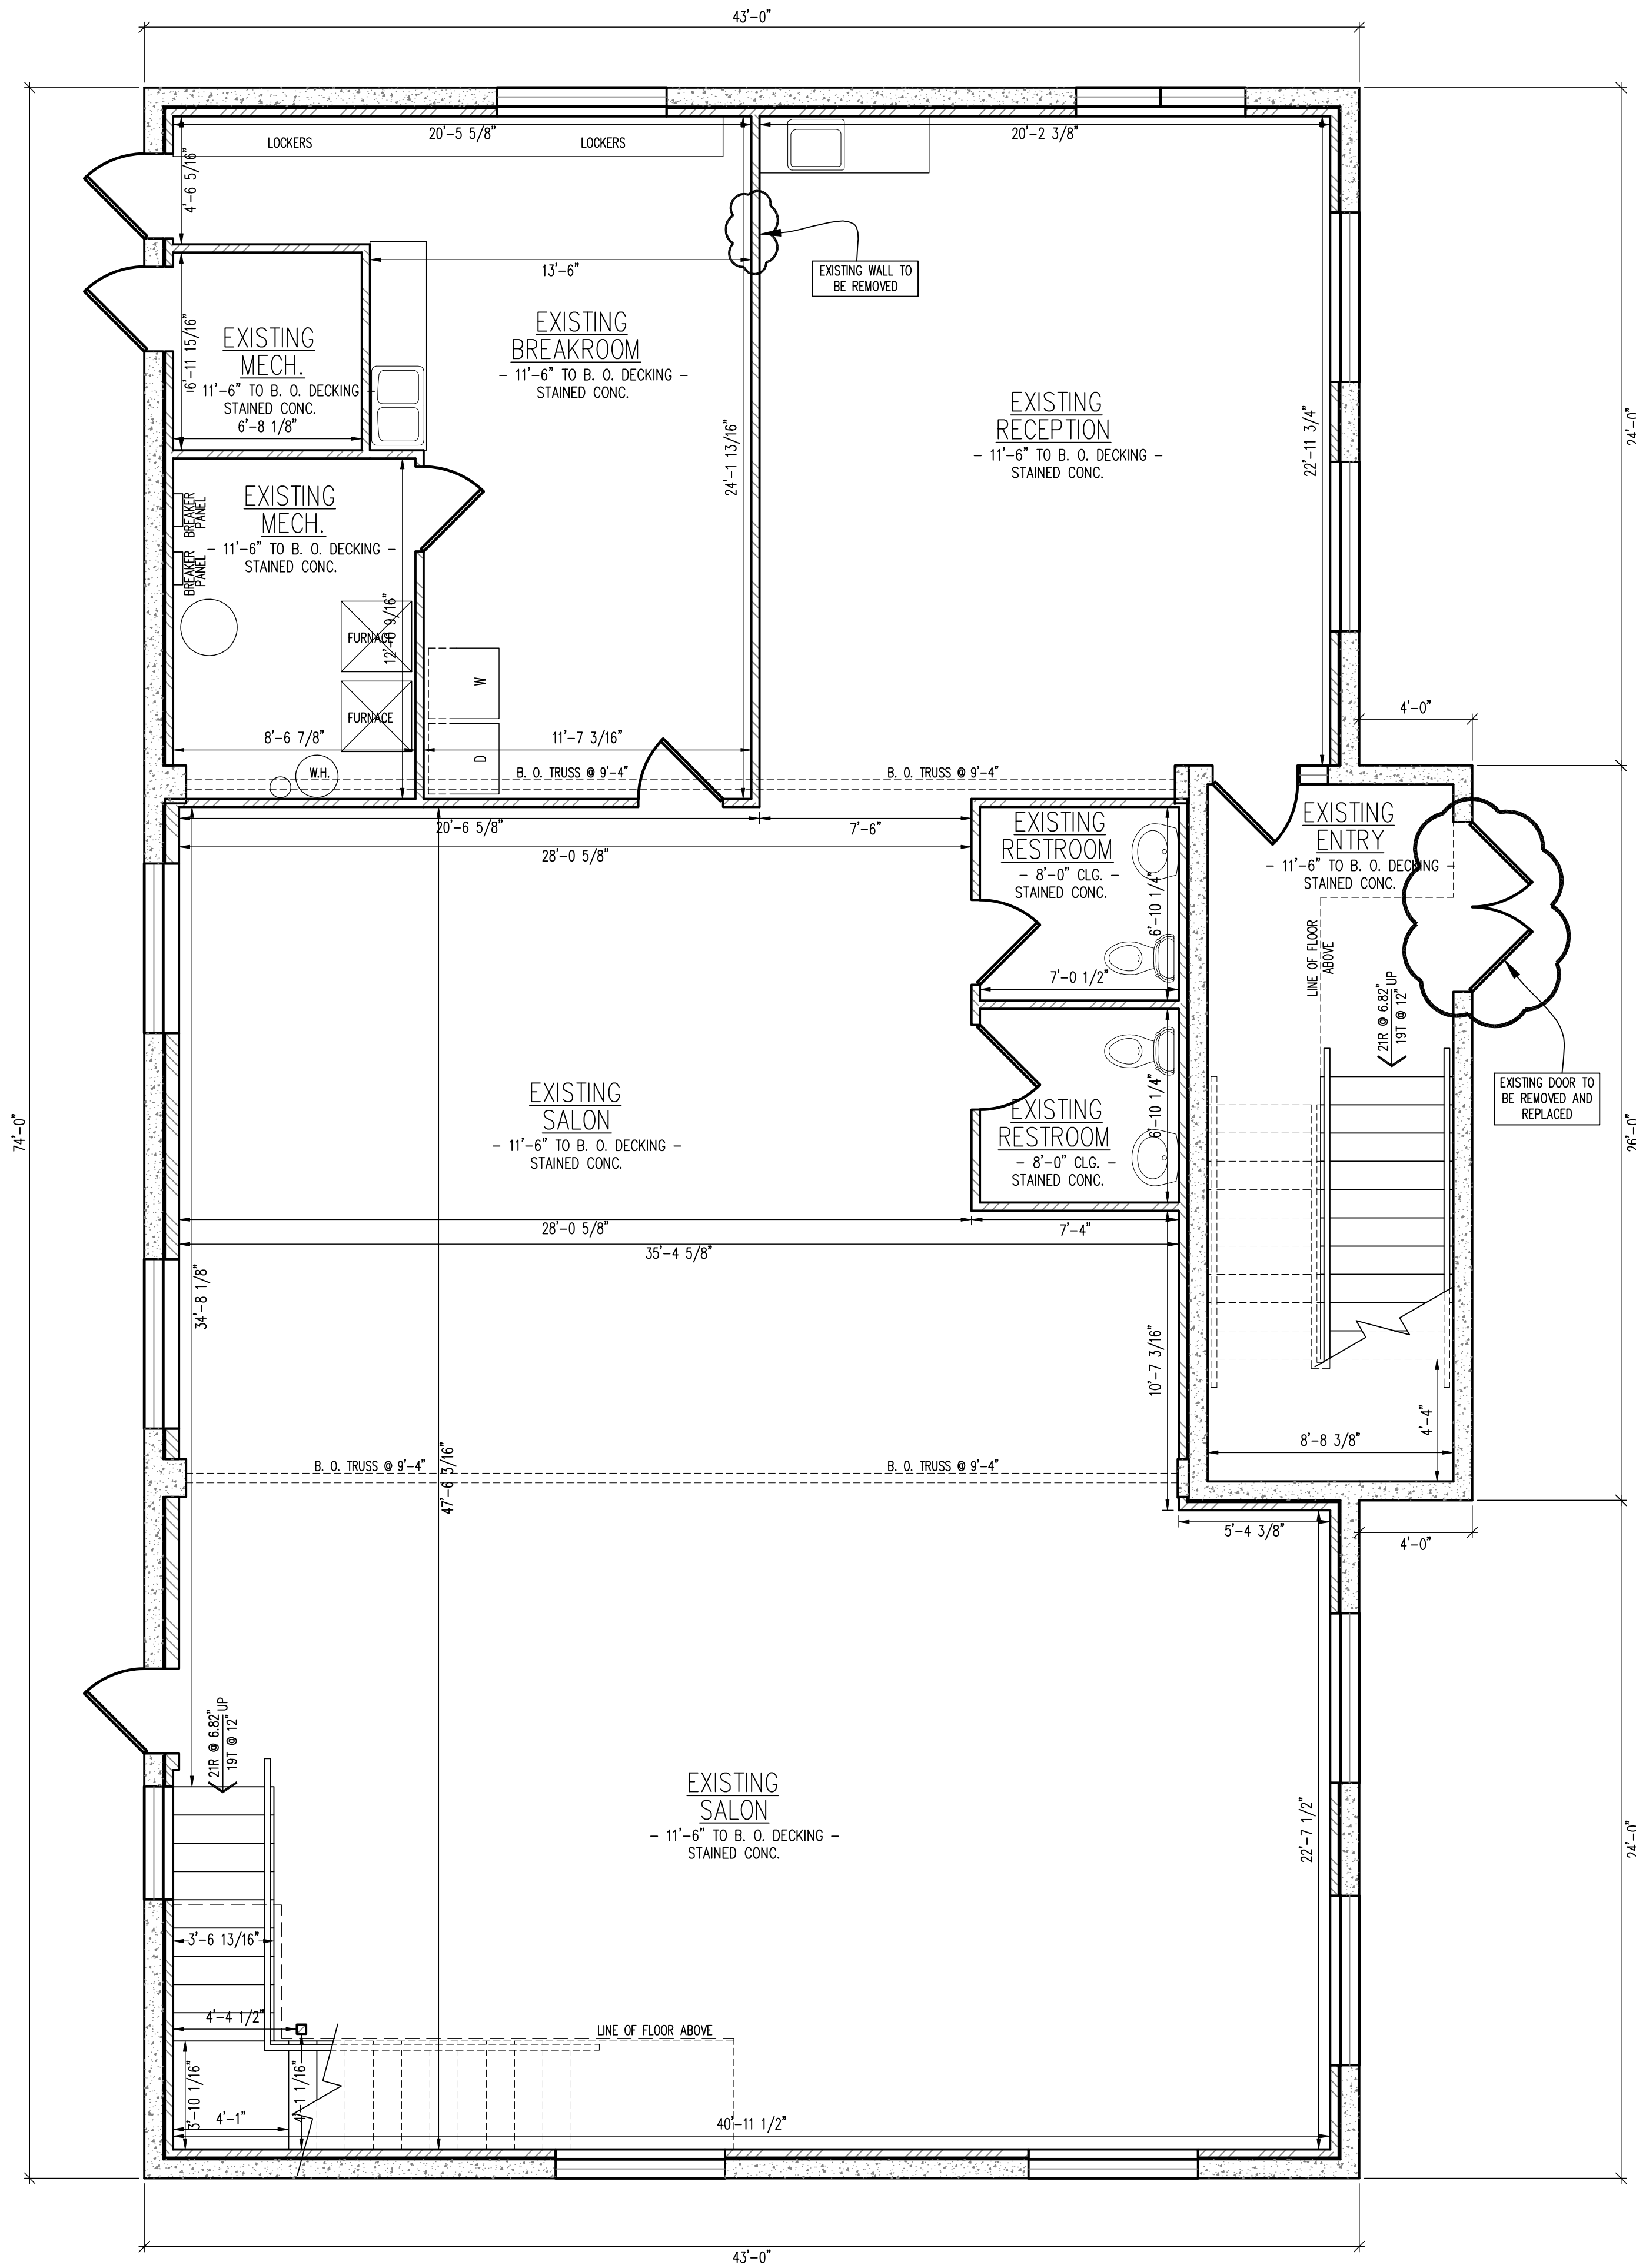 43'-0"
20'-5 5/8"
20'-2 3/8"
LOCKERS
LOCKERS
4'-6 5/16"
13'-6"
EXISTING WALL TO
BE REMOVED
EXISTING
MECH.
- 11'-6" TO B. O. DECKING -
STAINED CONC.
6'-8 1/8"
6'-11 15/16"
EXISTING
BREAKROOM
- 11'-6" TO B. O. DECKING -
STAINED CONC.
EXISTING
RECEPTION
- 11'-6" TO B. O. DECKING -
STAINED CONC.
24'-1 13/16"
22'-11 3/4"
24'-0"
EXISTING
MECH.
- 11'-6" TO B. O. DECKING -
STAINED CONC.
BREAKER
PANEL
BREAKER
PANEL
FURNACE
12'-0 9/16"
FURNACE
W
D
8'-6 7/8"
11'-7 3/16"
W.H.
B. O. TRUSS @ 9'-4"
B. O. TRUSS @ 9'-4"
4'-0"
20'-6 5/8"
7'-6"
28'-0 5/8"
EXISTING
RESTROOM
- 8'-0" CLG. -
STAINED CONC.
6'-10 1/4"
7'-0 1/2"
EXISTING
ENTRY
- 11'-6" TO B. O. DECKING -
STAINED CONC.
LINE OF FLOOR
ABOVE
UP
21R @ 6.82"
19T @ 12"
EXISTING DOOR TO
BE REMOVED AND
REPLACED
74'-0"
26'-0"
EXISTING
SALON
- 11'-6" TO B. O. DECKING -
STAINED CONC.
EXISTING
RESTROOM
- 8'-0" CLG. -
STAINED CONC.
6'-10 1/4"
28'-0 5/8"
7'-4"
35'-4 5/8"
34'-8 1/8"
10'-7 3/16"
4'-4"
8'-8 3/8"
B. O. TRUSS @ 9'-4"
B. O. TRUSS @ 9'-4"
47'-6 3/16"
5'-4 3/8"
4'-0"
UP
21R @ 6.82"
19T @ 12"
EXISTING
SALON
- 11'-6" TO B. O. DECKING -
STAINED CONC.
22'-7 1/2"
24'-0"
3'-6 13/16"
4'-4 1/2"
LINE OF FLOOR ABOVE
3'-10 1/16"
4'-1 1/16"
4'-1"
40'-11 1/2"
43'-0"